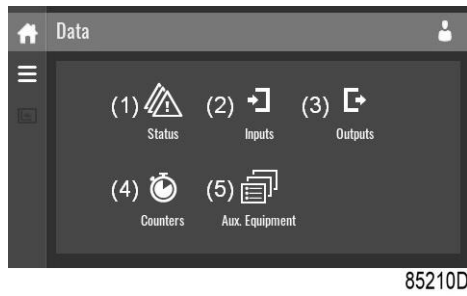 Data
(1) Status
(2) Inputs
(3) Outputs
(4) Counters
(5) Aux. Equipment
85210D